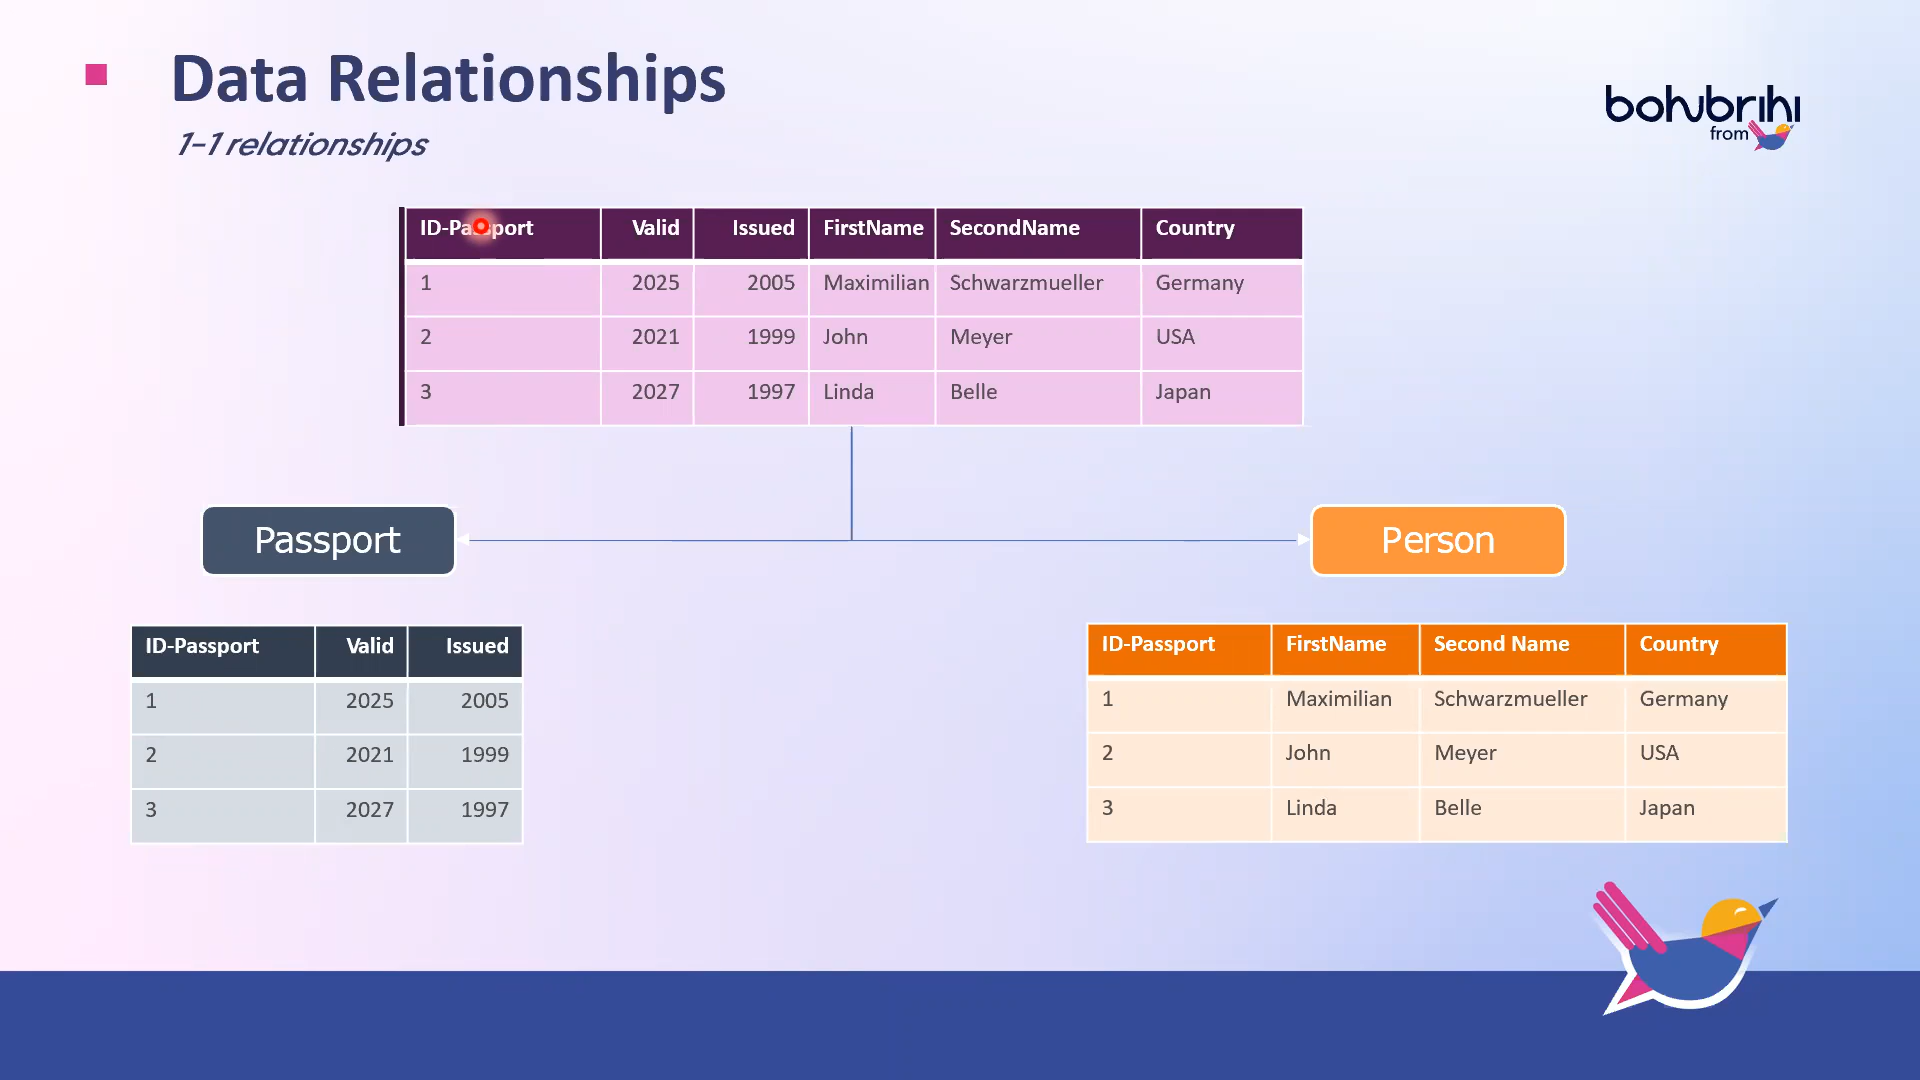 Data Relationships
1-1 relationships
bohubrihi
from
ID-Passport Valid Issued FirstName SecondName Country
1 2025 2005 Maximilian Schwarzmueller Germany
2 2021 1999 John Meyer USA
3 2027 1997 Linda Belle Japan
Passport
Person
ID-Passport Valid Issued
1 2025 2005
2 2021 1999
3 2027 1997
ID-Passport FirstName Second Name Country
1 Maximilian Schwarzmueller Germany
2 John Meyer USA
3 Linda Belle Japan